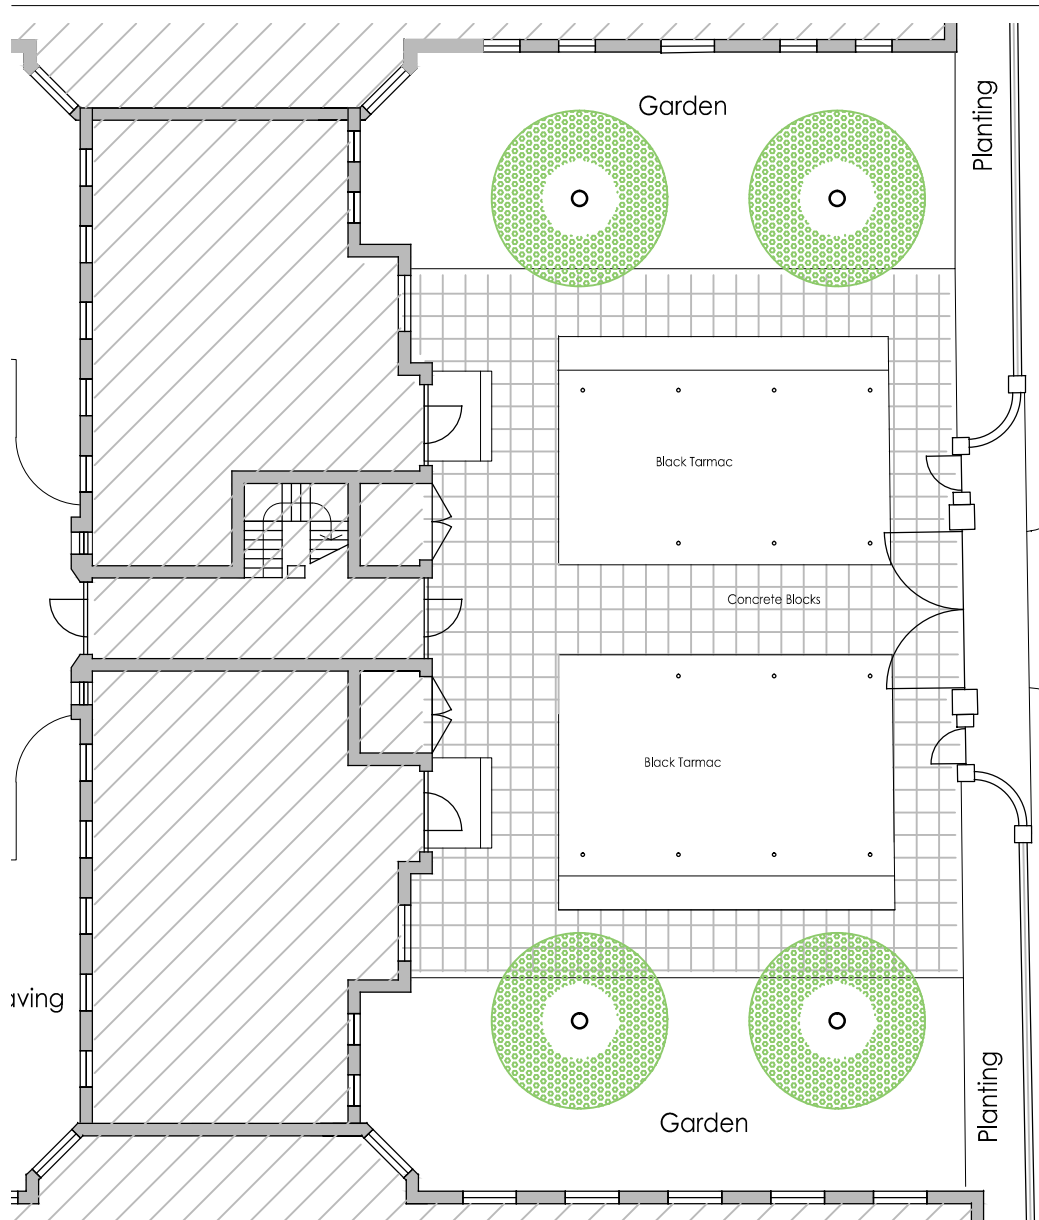 Garden
Planting
Black Tarmac
Concrete Blocks
Black Tarmac
aving
Garden
Planting